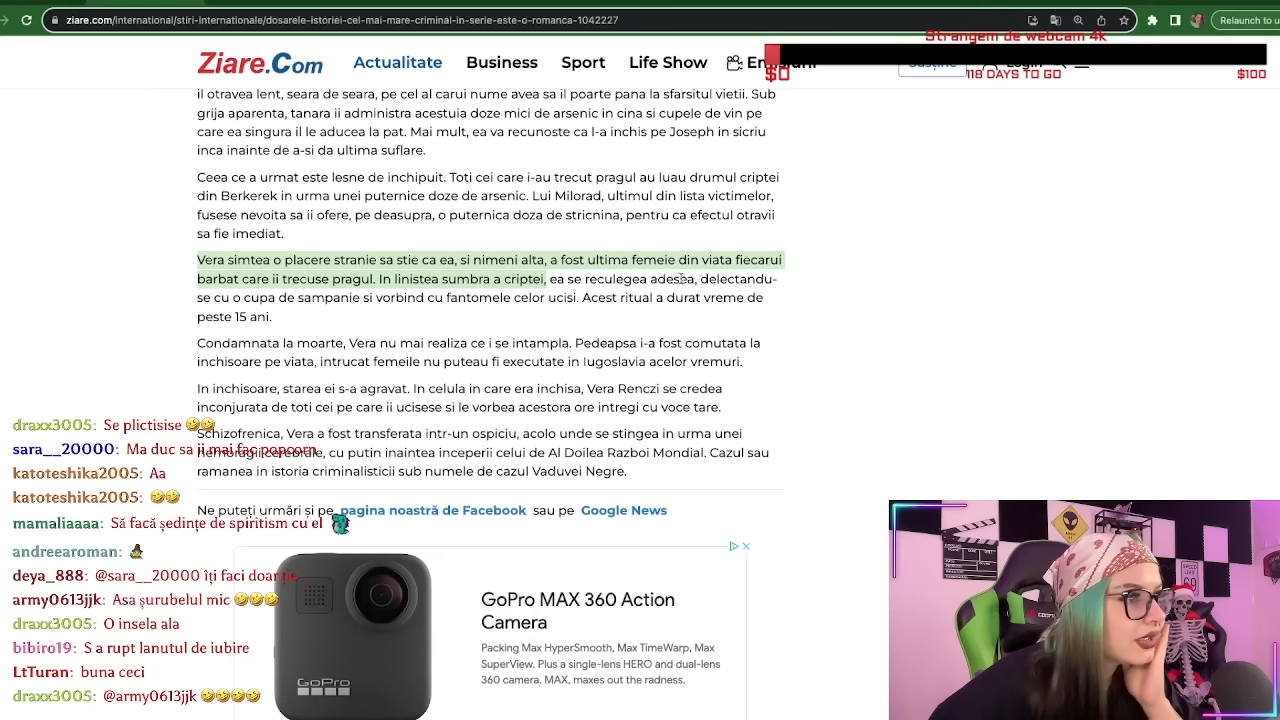 ziare.com/international/stiri-internationale/dosarele-istoriei-cei-mai-mare-criminal-in-serie-este-o-romanca-1042227
Relaunch to u
Strangem de webcam 4k
$0
118 DAYS TO GO
$100
Ziare.Com
Actualitate Business Sport Life Show
Login
il otravea lent, seara de seara, pe cel al carui nume avea sa il poarte pana la sfarsitul vietii. Sub
grija aparenta, tanara ii administra acestuia doze mici de arsenic in cina si cupele de vin pe
care ea singura il le aducea la pat. Mai mult, ea va recunoste ca l-a inchis pe Joseph in sicriu
inca inainte de a-si da ultima suflare.
Ceea ce a urmat este lesne de inchipuit. Toti cei care i-au trecut pragul au luau drumul criptei
din Berkerek in urma unei puternice doze de arsenic. Lui Milorad, ultimul din lista victimelor,
fusese nevoita sa ii ofere, pe deasupra, o puternica doza de stricnina, pentru ca efectul otravii
sa fie imediat.
Vera simtea o placere stranie sa stie ca ea, si nimeni alta, a fost ultima femeie din viata fiecarui
barbat care ii trecuse pragul. In linistea sumbra a criptei, ea se reculegea adesea, delectandu-
se cu o cupa de sampanie si vorbind cu fantomele celor ucisi. Acest ritual a durat vreme de
peste 15 ani.
Condamnata la moarte, Vera nu mai realiza ce i se intampla. Pedeapsa i-a fost comutata la
inchisoare pe viata, intrucat femeile nu puteau fi executate in Iugoslavia acelor vremuri.
In inchisoare, starea ei s-a agravat. In celula in care era inchisa, Vera Renczi se credea
inconjurata de toti cei pe care ii ucisese si le vorbea acestora ore intregi cu voce tare.
Schizofrenica, Vera a fost transferata intr-un ospiciu, acolo unde se stingea in urma unei
hemoragii cerebrale, cu putin inaintea inceperii celui de Al Doilea Razboi Mondial. Cazul sau
ramanea in istoria criminalisticii sub numele de cazul Vaduvei Negre.
Ne puteți urmări și pe pagina noastră de Facebook sau pe Google News
draxx3005: Se plictisise
sara__20000: Ma duc sa ii mai fac popcorn
katoteshika2005: Aa
katoteshika2005:
mamaliaaaa: Să facă ședințe de spiritism cu el
andreearoman:
deya_888: @sara__20000 îți faci doar pe
army0613jjk: Asa șurubelul mic
draxx3005: O insela ala
bibiro19: S a rupt lanutul de iubire
LtTuran: buna ceci
draxx3005: @army0613jjk
GoPro MAX 360 Action
Camera
Packing Max HyperSmooth, Max TimeWarp, Max
SuperView. Plus a single-lens HERO and dual-lens
360 camera. MAX, maxes out the radness.
GoPro